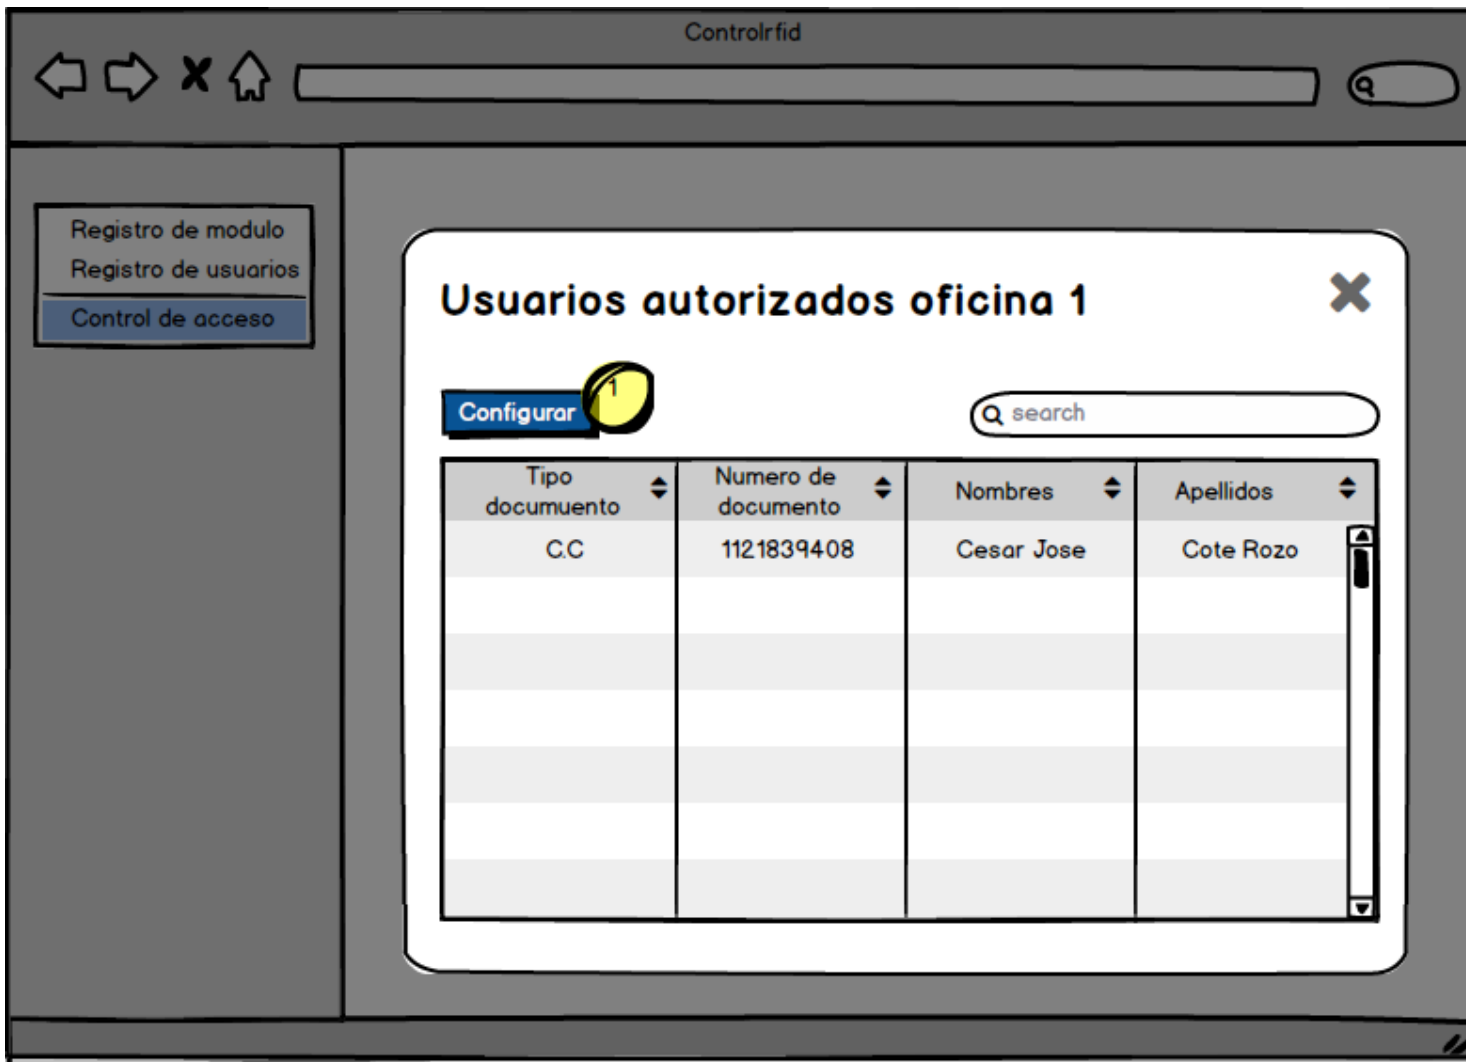 Controlrfid
Registro de modulo
Registro de usuarios
Control de acceso
Usuarios autorizados oficina 1
1
Configurar
search
Tipo
documuento
Numero de
documento
Nombres
Apellidos
C.C
1121839408
Cesar Jose
Cote Rozo